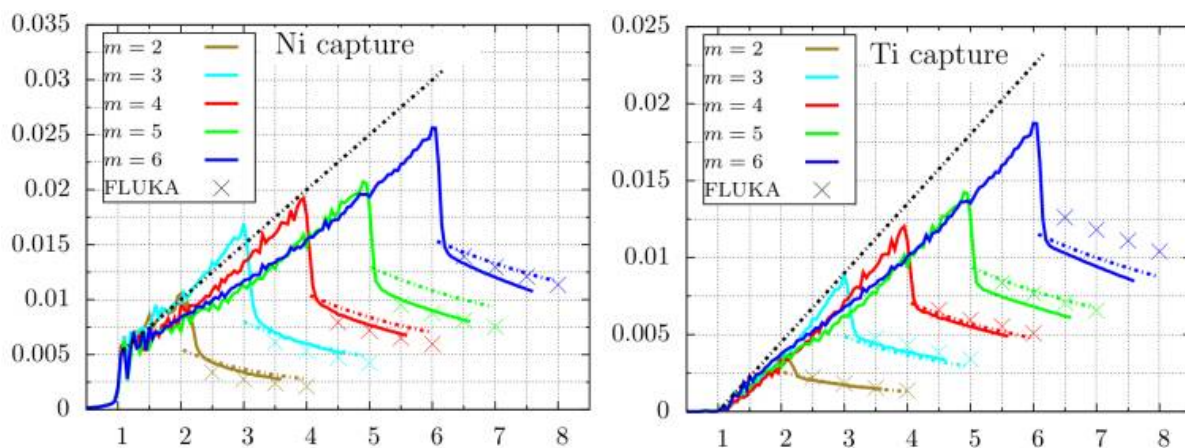 0.035
0.03
0.025
0.02
0.015
0.01
0.005
0
Ni capture
m = 2
m = 3
m = 4
m = 5
m = 6
FLUKA
1 2 3 4 5 6 7 8
0.025
0.02
0.015
0.01
0.005
0
Ti capture
m = 2
m = 3
m = 4
m = 5
m = 6
FLUKA
1 2 3 4 5 6 7 8